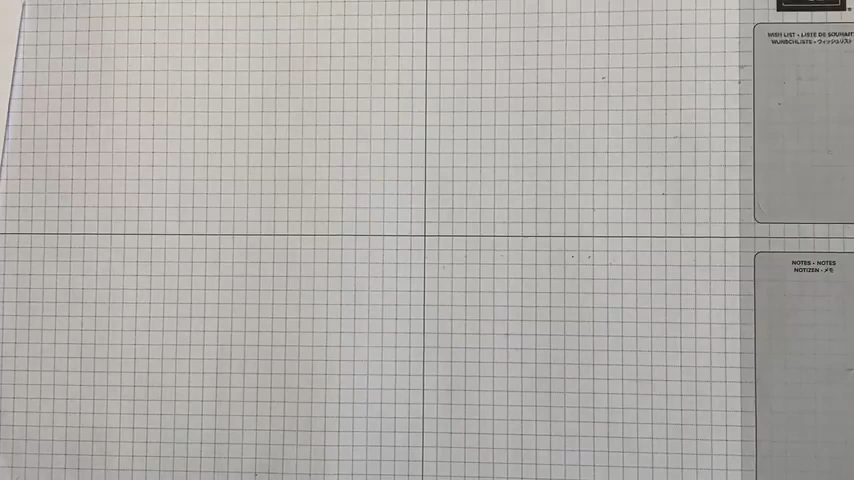 WISH LIST • LISTE DE SOUHAIT
WUNSCHLISTE • ウィッシュリスト
NOTES • NOTES
NOTIZEN • メモ